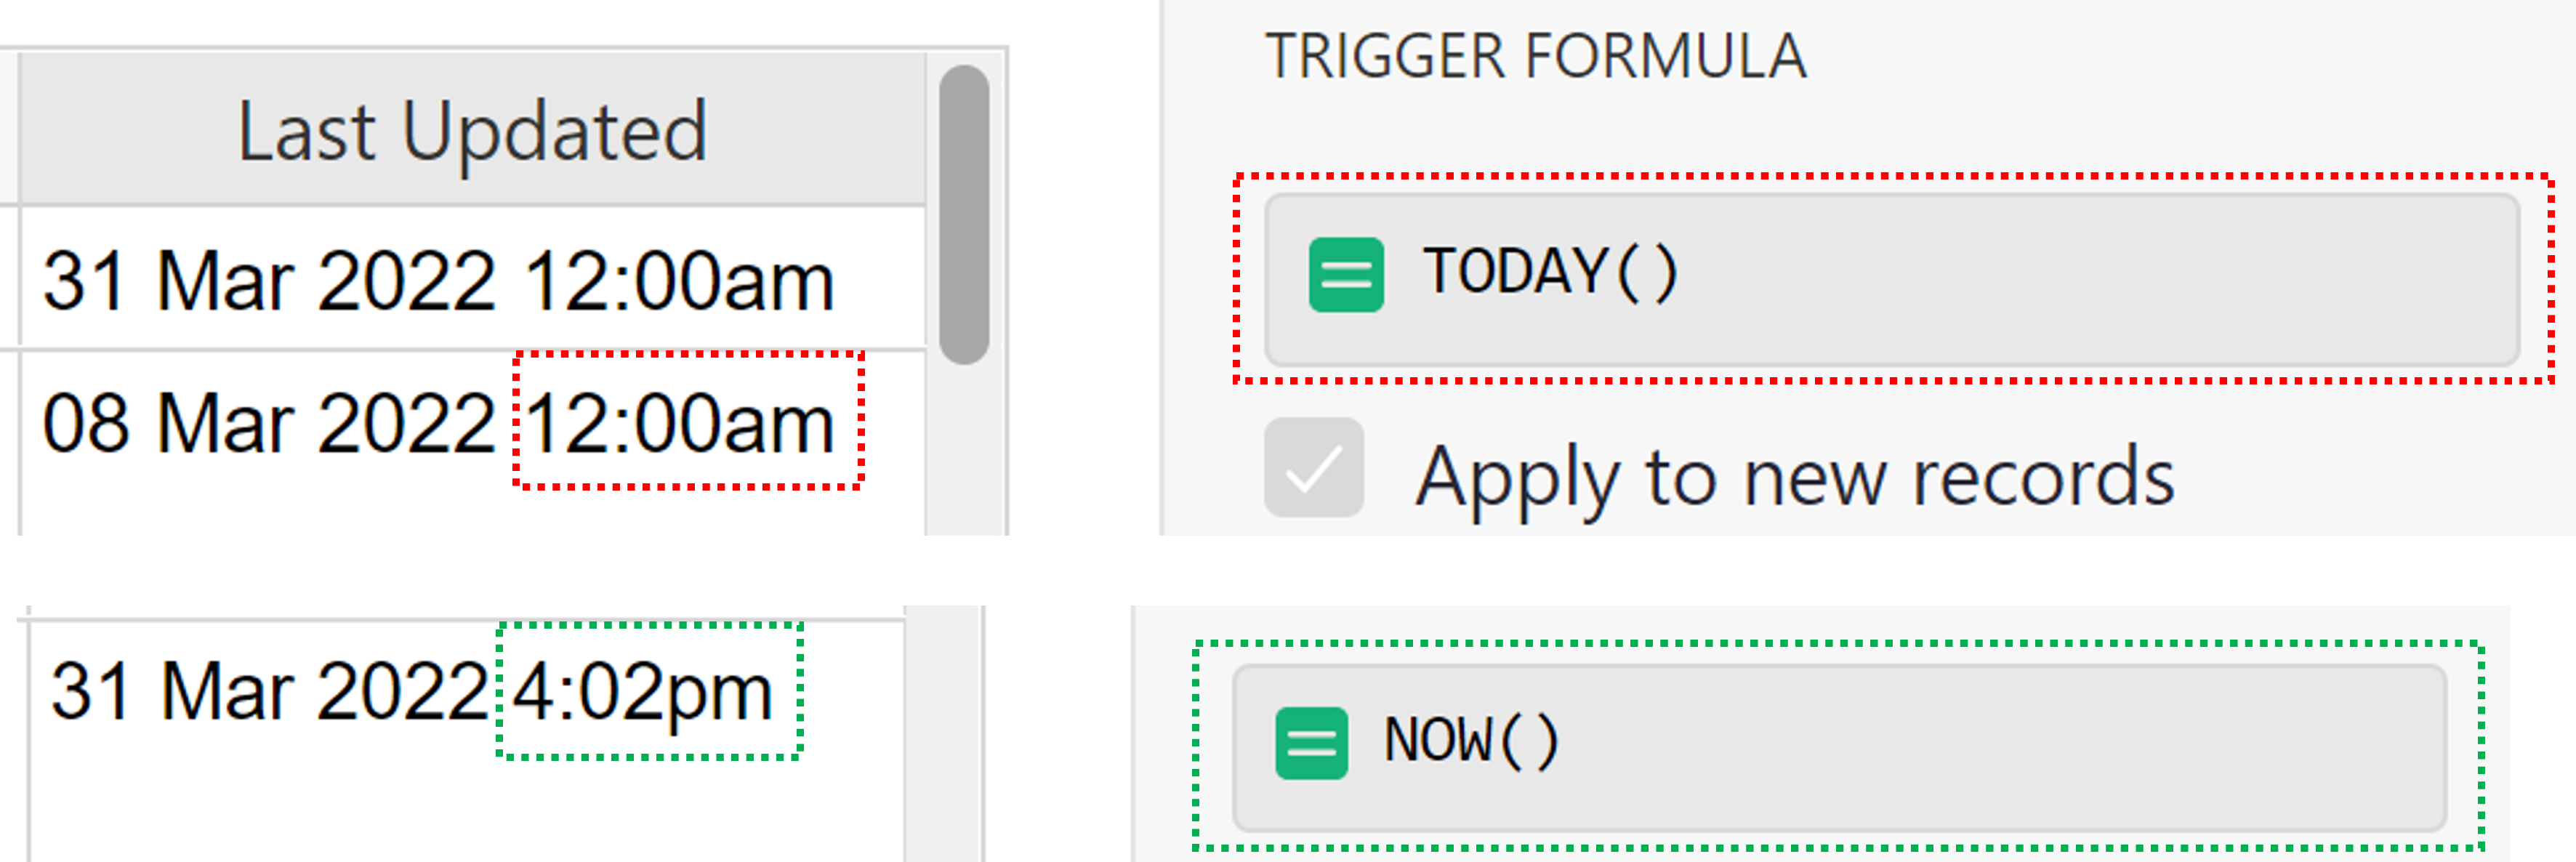 Last Updated
31 Mar 2022 12:00am
08 Mar 2022 12:00am
TRIGGER FORMULA
TODAY()
Apply to new records
31 Mar 2022 4:02pm
NOW()